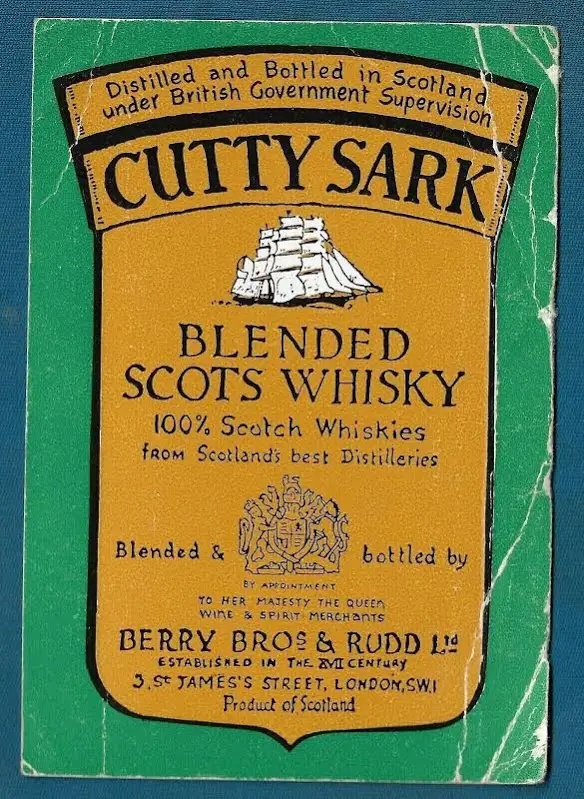 Distilled and Bottled in Scotland
under British Government Supervision
CUTTY SARK
BLENDED
SCOTS WHISKY
100% Scotch Whiskies
FROM Scotland's best Distilleries
Blended & bottled by
BY APPOINTMENT
TO HER MAJESTY THE QUEEN
WINE & SPIRIT MERCHANTS
BERRY BROS & RUDD Ltd
ESTABLISHED IN THE XVII CENTURY
3, St JAMES'S STREET, LONDON, S.W.1
Product of Scotland